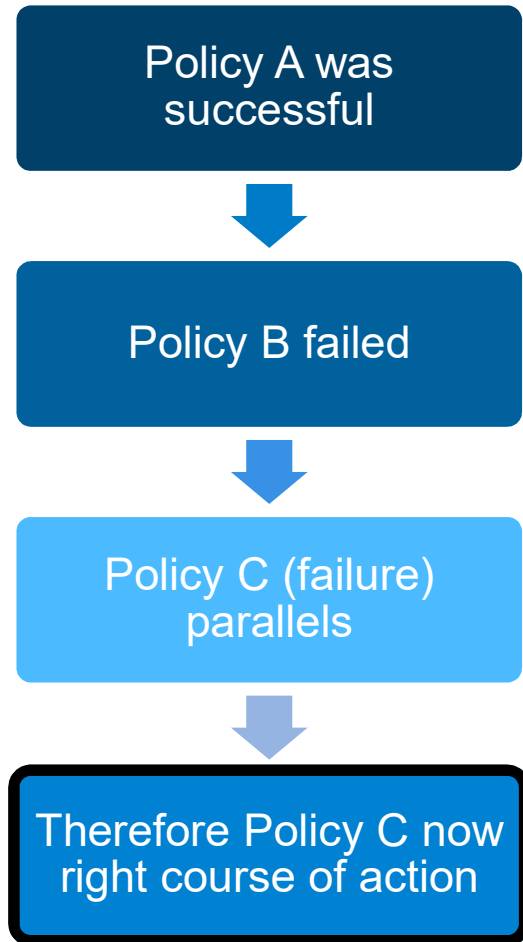 Policy A was
successful
Policy B failed
Policy C (failure)
parallels
Therefore Policy C now
right course of action